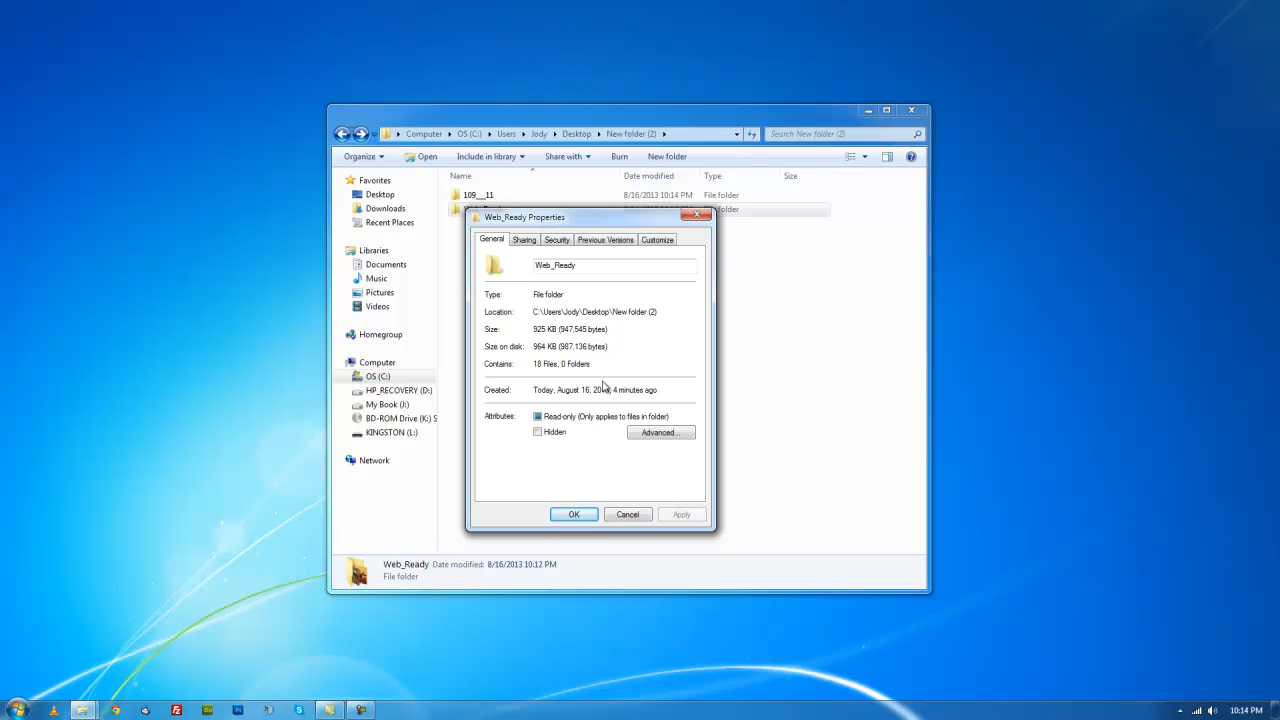 Computer OS (C:) Users Jody Desktop New folder (2)
Search New folder (2)
Organize Open Include in library Share with Burn New folder
Name Date modified Type Size
109___11 8/16/2013 10:14 PM File folder
Favorites
Desktop
Downloads
Recent Places
Libraries
Documents
Music
Pictures
Videos
Homegroup
Computer
OS (C:)
HP_RECOVERY (D:)
My Book (J:)
BD-ROM Drive (K:) S
KINGSTON (L:)
Network
Web_Ready Properties
General Sharing Security Previous Versions Customize
Web_Ready
Type: File folder
Location: C:\Users\Jody\Desktop\New folder (2)
Size: 925 KB (947,545 bytes)
Size on disk: 964 KB (987,136 bytes)
Contains: 18 Files, 0 Folders
Created: Today, August 16, 4 minutes ago
Attributes: Read-only (Only applies to files in folder)
Hidden Advanced...
OK Cancel Apply
Web_Ready Date modified: 8/16/2013 10:12 PM
File folder
10:14 PM